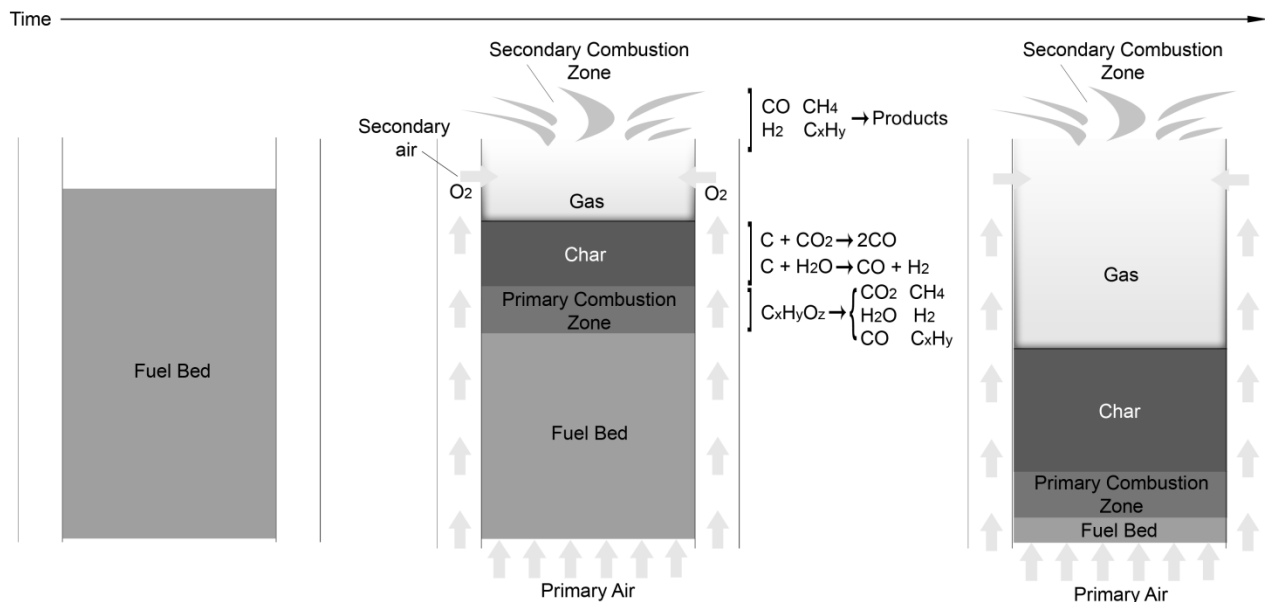 Time
Fuel Bed
Secondary Combustion
Zone
Secondary
air
O2
O2
Gas
Char
Primary Combustion
Zone
Fuel Bed
Primary Air
CO CH4
H2 CxHy → Products
C + CO2 → 2CO
C + H2O → CO + H2
CO2 CH4
CxHyOz → H2O H2
CO CxHy
Secondary Combustion
Zone
Gas
Char
Primary Combustion
Zone
Fuel Bed
Primary Air